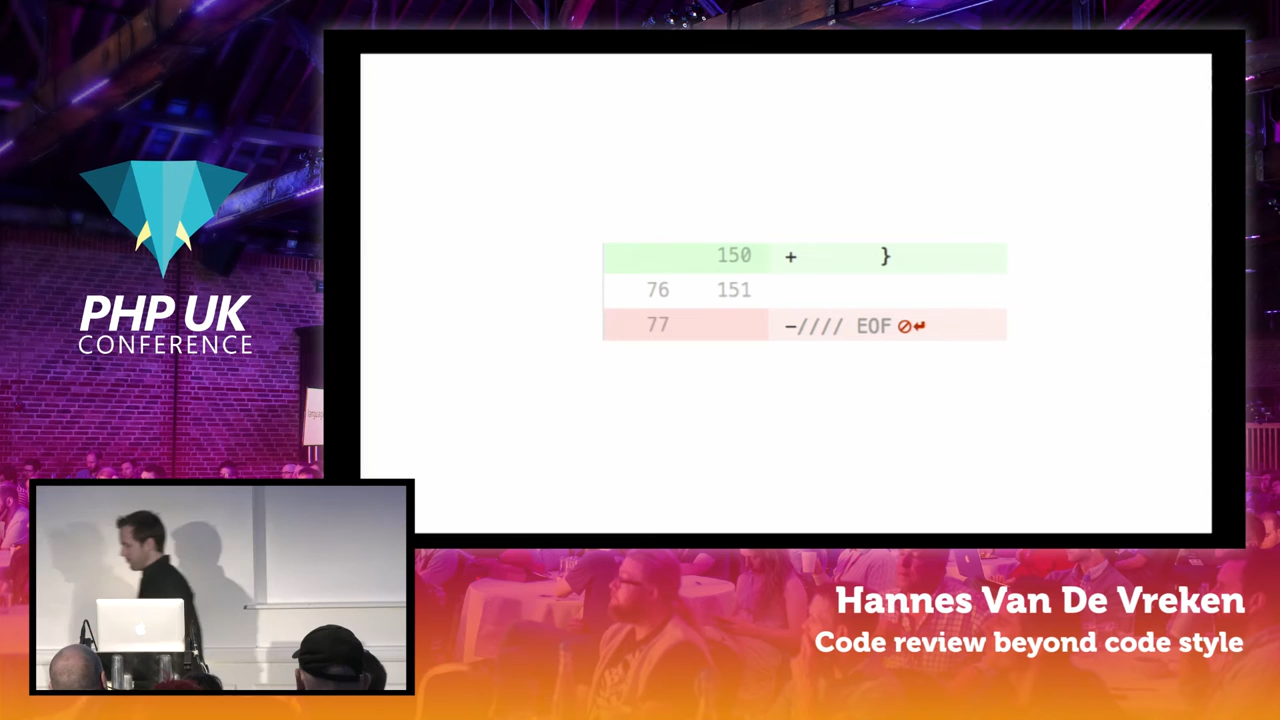 PHP UK
CONFERENCE
150 + }
76 151
77 -//// EOF
Hannes Van De Vreken
Code review beyond code style